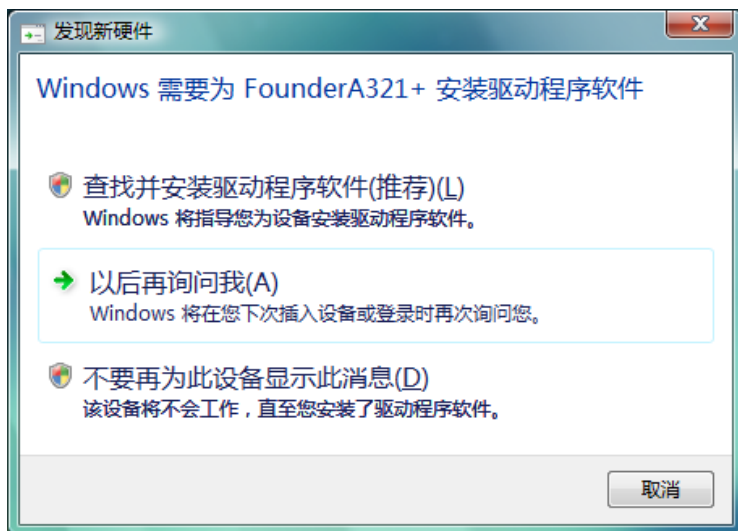 发现新硬件
Windows 需要为 FounderA321+ 安装驱动程序软件
查找并安装驱动程序软件(推荐)(L)
Windows 将指导您为设备安装驱动程序软件。
以后再询问我(A)
Windows 将在您下次插入设备或登录时再次询问您。
不要再为此设备显示此消息(D)
该设备将不会工作，直至您安装了驱动程序软件。
取消